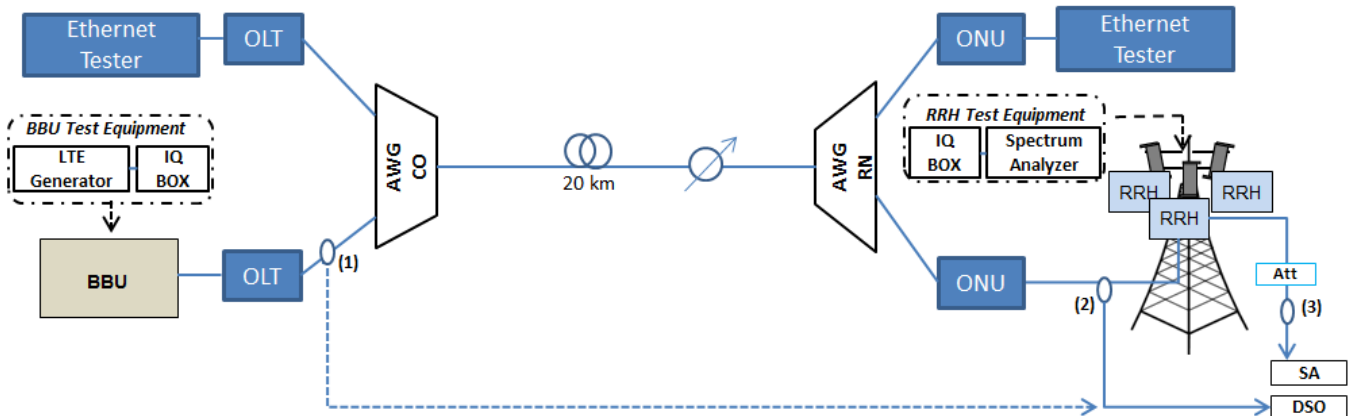 Ethernet
Tester
OLT
ONU
Ethernet
Tester
BBU Test Equipment
LTE
Generator
IQ
BOX
AWG
CO
20 km
AWG
RN
RRH Test Equipment
IQ
BOX
Spectrum
Analyzer
RRH
RRH
RRH
BBU
OLT
(1)
ONU
(2)
Att
(3)
SA
DSO